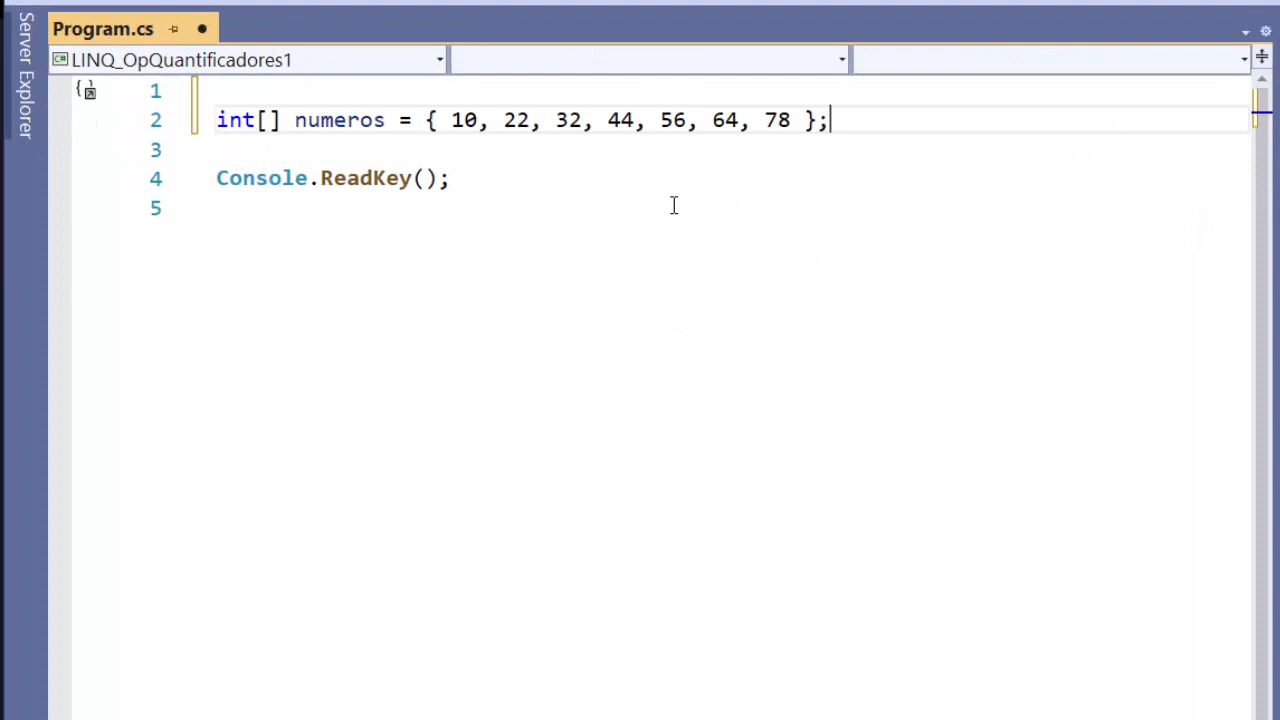 Server Explorer
Program.cs
LINQ_OpQuantificadores1
1
2 int[] numeros = { 10, 22, 32, 44, 56, 64, 78 };
3
4 Console.ReadKey();
5